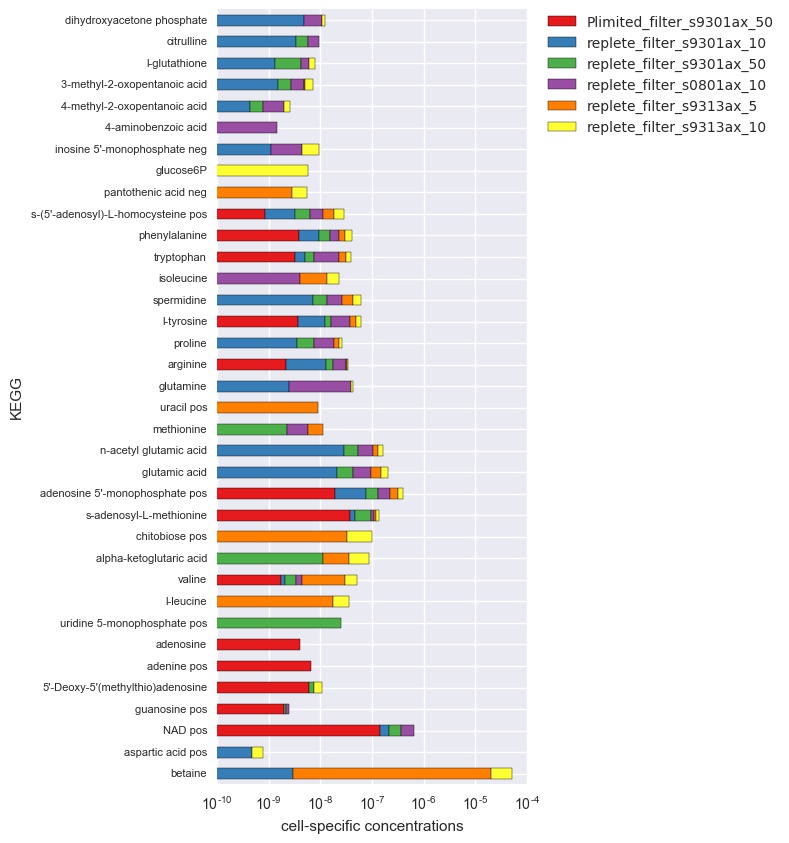 dihydroxyacetone phosphate
citrulline
l-glutathione
3-methyl-2-oxopentanoic acid
4-methyl-2-oxopentanoic acid
4-aminobenzoic acid
inosine 5'-monophosphate neg
glucose6P
pantothenic acid neg
s-(5'-adenosyl)-L-homocysteine pos
phenylalanine
tryptophan
isoleucine
spermidine
l-tyrosine
proline
arginine
glutamine
uracil pos
methionine
n-acetyl glutamic acid
glutamic acid
adenosine 5'-monophosphate pos
s-adenosyl-L-methionine
chitobiose pos
alpha-ketoglutaric acid
valine
l-leucine
uridine 5-monophosphate pos
adenosine
adenine pos
5'-Deoxy-5'(methylthio)adenosine
guanosine pos
NAD pos
aspartic acid pos
betaine
KEGG
10^-10 10^-9 10^-8 10^-7 10^-6 10^-5 10^-4
cell-specific concentrations
Plimited_filter_s9301ax_50
replete_filter_s9301ax_10
replete_filter_s9301ax_50
replete_filter_s0801ax_10
replete_filter_s9313ax_5
replete_filter_s9313ax_10